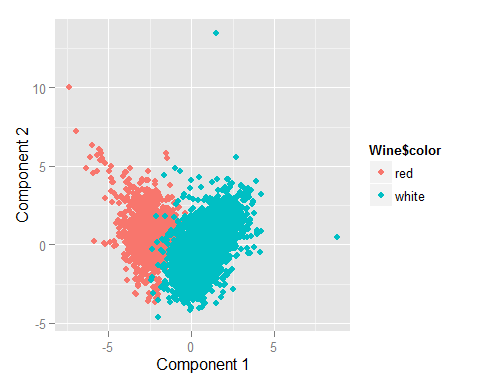 10
5
0
-5
Component 2
-5
0
5
Component 1
Wine$color
red
white